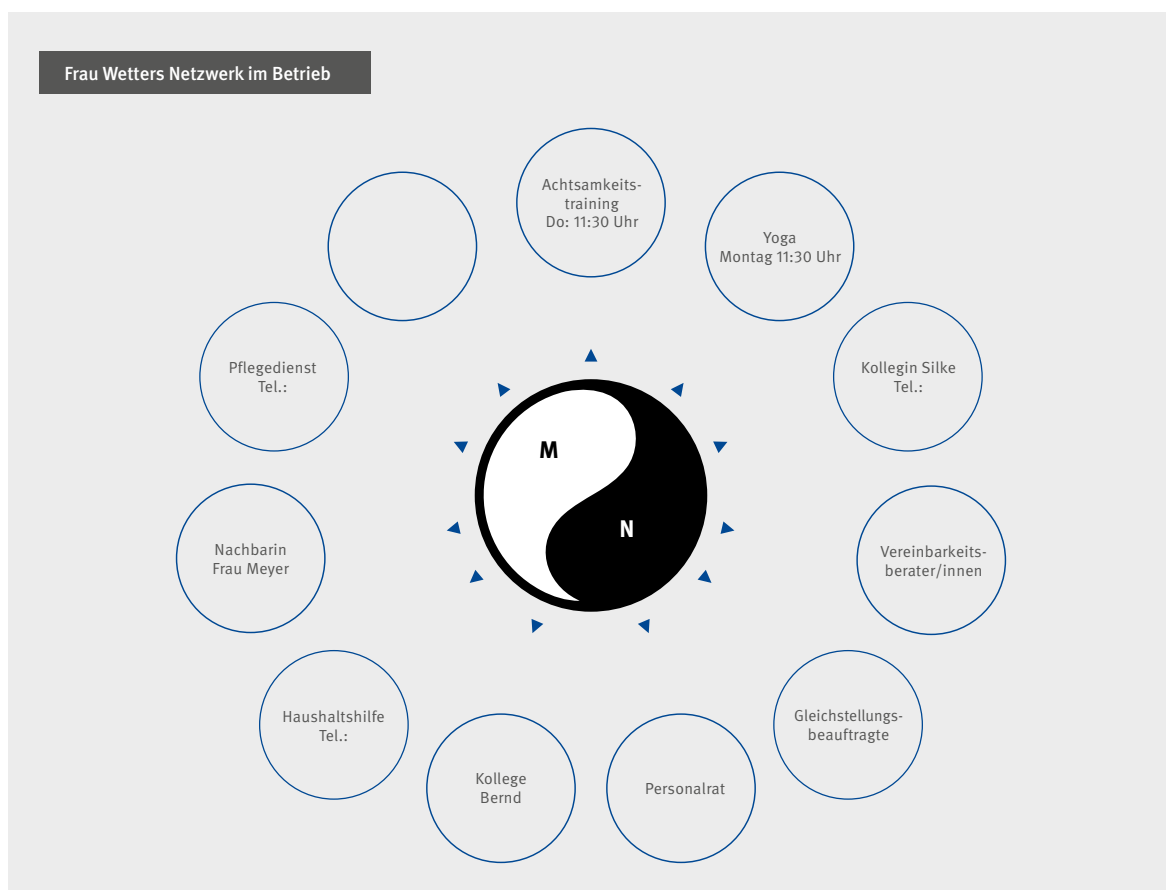 Frau Wetters Netzwerk im Betrieb
Achtsamkeits-
training
Do: 11:30 Uhr
Yoga
Montag 11:30 Uhr
Kollegin Silke
Tel.:
Vereinbarkeits-
berater/innen
Gleichstellungs-
beauftragte
Personalrat
Kollege
Bernd
Haushaltshilfe
Tel.:
Nachbarin
Frau Meyer
Pflegedienst
Tel.:
M
N